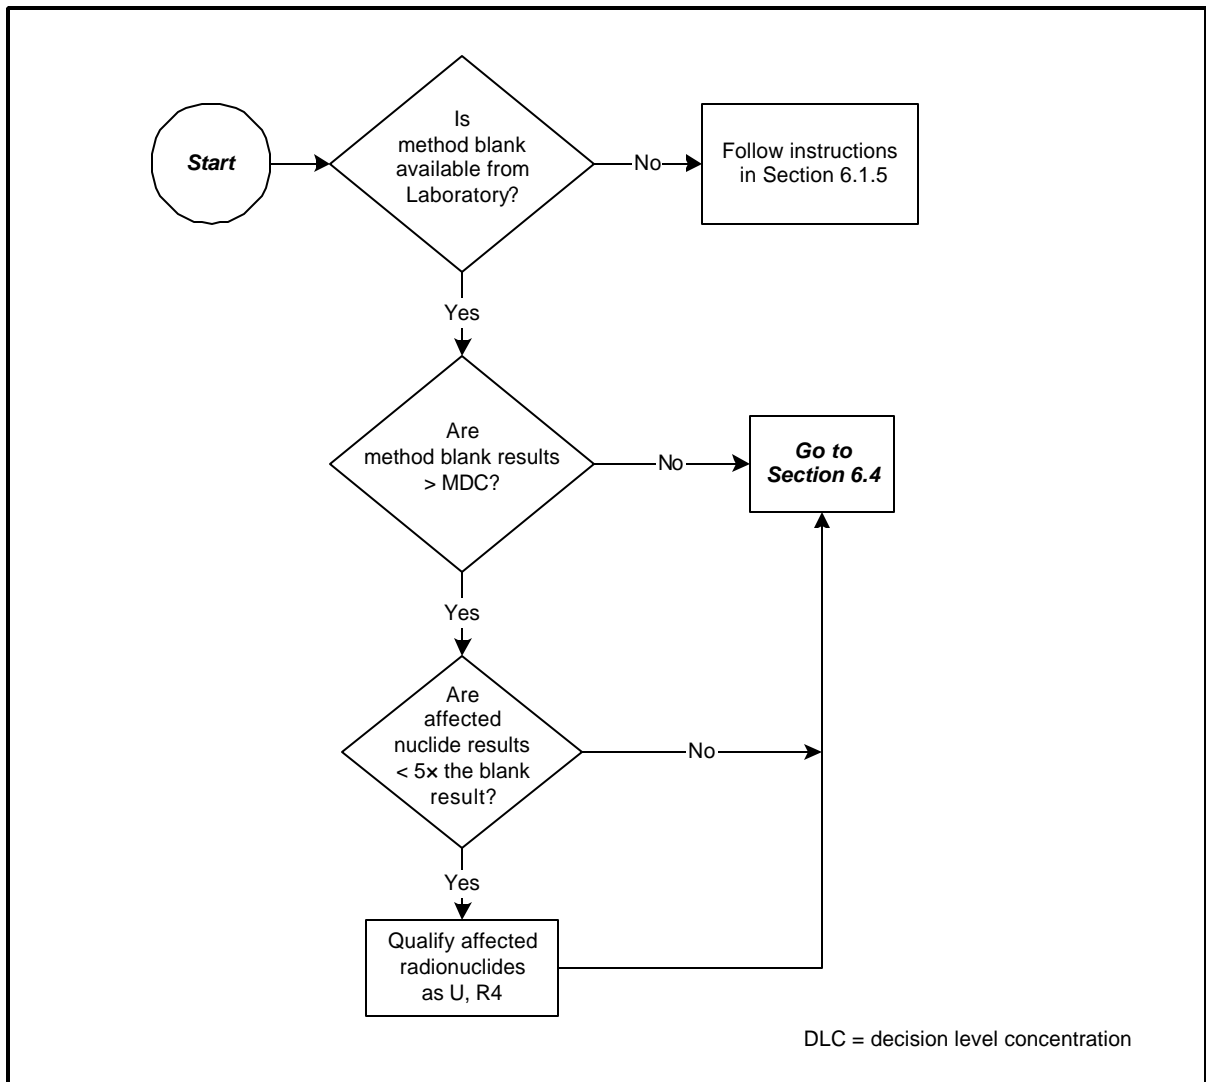 Start
Is
method blank
available from
Laboratory?
No
Follow instructions
in Section 6.1.5
Yes
Are
method blank results
> MDC?
No
Go to
Section 6.4
Yes
Are
affected
nuclide results
< 5× the blank
result?
No
Yes
Qualify affected
radionuclides
as U, R4
DLC = decision level concentration